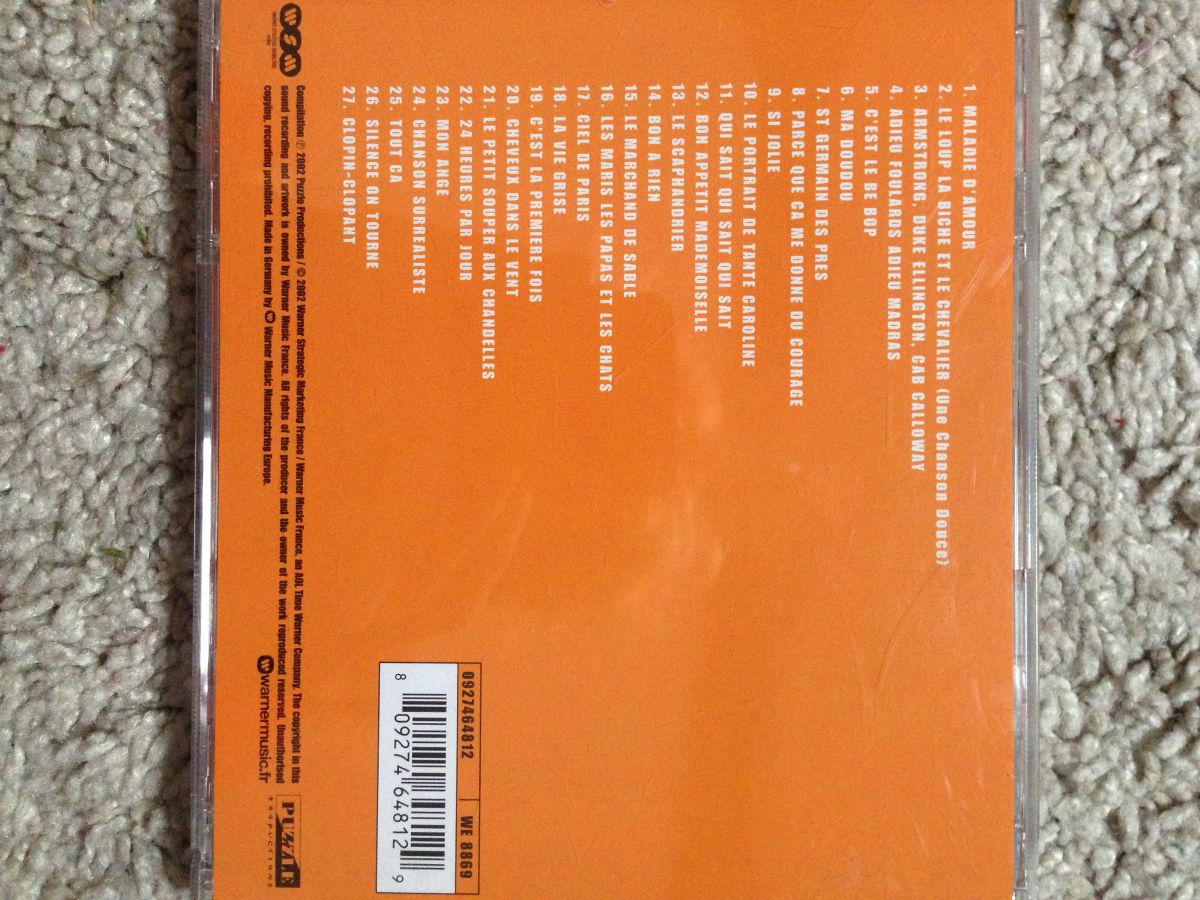 1. MALADIE D'AMOUR
2. LE LOUP LA BICHE ET LE CHEVALIER (Une Chanson Douce)
3. ARMSTRONG, DUKE ELLINGTON, CAB CALLOWAY
4. ADIEU FOULARDS ADIEU MADRAS
5. C'EST LE BE BOP
6. MA DOUDOU
7. ST GERMAIN DES PRES
8. PARCE QUE CA ME DONNE DU COURAGE
9. SI JOLIE
10. LE PORTRAIT DE TANTE CAROLINE
11. QUI SAIT QUI SAIT QUI SAIT
12. BON APPETIT MADEMOISELLE
13. LE SCAPHANDRIER
14. BON A RIEN
15. LE MARCHAND DE SABLE
16. LES MARIS LES PAPAS ET LES CHATS
17. CIEL DE PARIS
18. LA VIE GRISE
19. C'EST LA PREMIERE FOIS
20. CHEVEUX DANS LE VENT
21. LE PETIT SOUPER AUX CHANDELLES
22. 24 HEURES PAR JOUR
23. MON ANGE
24. CHANSON SURREALISTE
25. TOUT CA
26. SILENCE ON TOURNE
27. CLOPIN-CLOPANT
0927464812 WE 8869
8 09274 64812 9
Compilation ℗ 2002 Puzzle Productions / © 2002 Warner Strategic Marketing France / Warner Music France, an AOL Time Warner Company. The copyright in this
sound recording and artwork is owned by Warner Music France. All rights of the producer and the owner of the work reproduced reserved. Unauthorised
copying, recording prohibited. Made in Germany by Warner Music Manufacturing Europe.
warnermusic.fr
PUZZLE
PRODUCTIONS